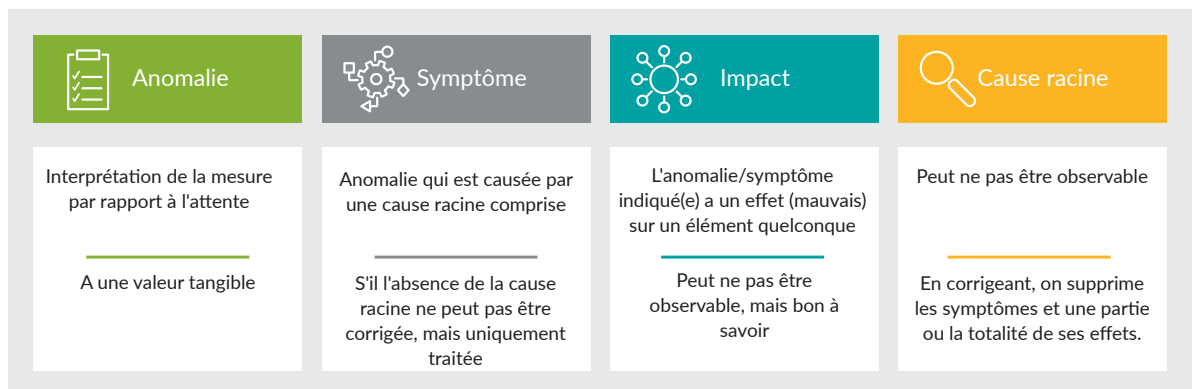 Anomalie
Interprétation de la mesure
par rapport à l'attente
A une valeur tangible
Symptôme
Anomalie qui est causée par
une cause racine comprise
S'il l'absence de la cause
racine ne peut pas être
corrigée, mais uniquement
traitée
Impact
L'anomalie/symptôme
indiqué(e) a un effet (mauvais)
sur un élément quelconque
Peut ne pas être
observable, mais bon à
savoir
Cause racine
Peut ne pas être observable
En corrigeant, on supprime
les symptômes et une partie
ou la totalité de ses effets.